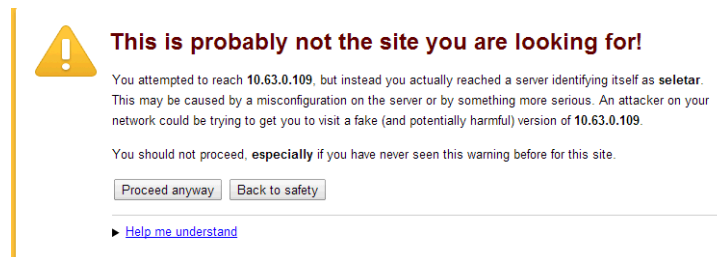 This is probably not the site you are looking for!
You attempted to reach 10.63.0.109, but instead you actually reached a server identifying itself as seletar.
This may be caused by a misconfiguration on the server or by something more serious. An attacker on your
network could be trying to get you to visit a fake (and potentially harmful) version of 10.63.0.109.
You should not proceed, especially if you have never seen this warning before for this site.
Proceed anyway Back to safety
Help me understand